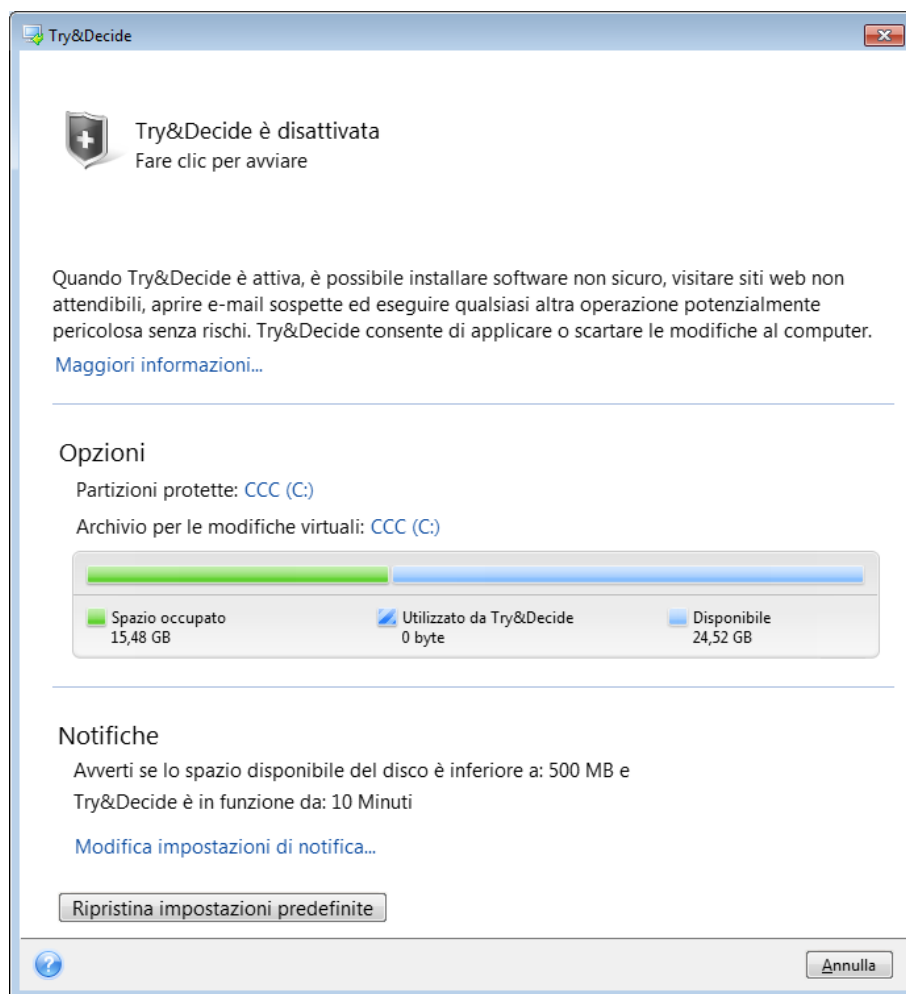 Try&Decide
Try&Decide è disattivata
Fare clic per avviare
Quando Try&Decide è attiva, è possibile installare software non sicuro, visitare siti web non
attendibili, aprire e-mail sospette ed eseguire qualsiasi altra operazione potenzialmente
pericolosa senza rischi. Try&Decide consente di applicare o scartare le modifiche al computer.
Maggiori informazioni...
Opzioni
Partizioni protette: CCC (C:)
Archivio per le modifiche virtuali: CCC (C:)
Spazio occupato
15,48 GB
Utilizzato da Try&Decide
0 byte
Disponibile
24,52 GB
Notifiche
Avverti se lo spazio disponibile del disco è inferiore a: 500 MB e
Try&Decide è in funzione da: 10 Minuti
Modifica impostazioni di notifica...
Ripristina impostazioni predefinite
Annulla